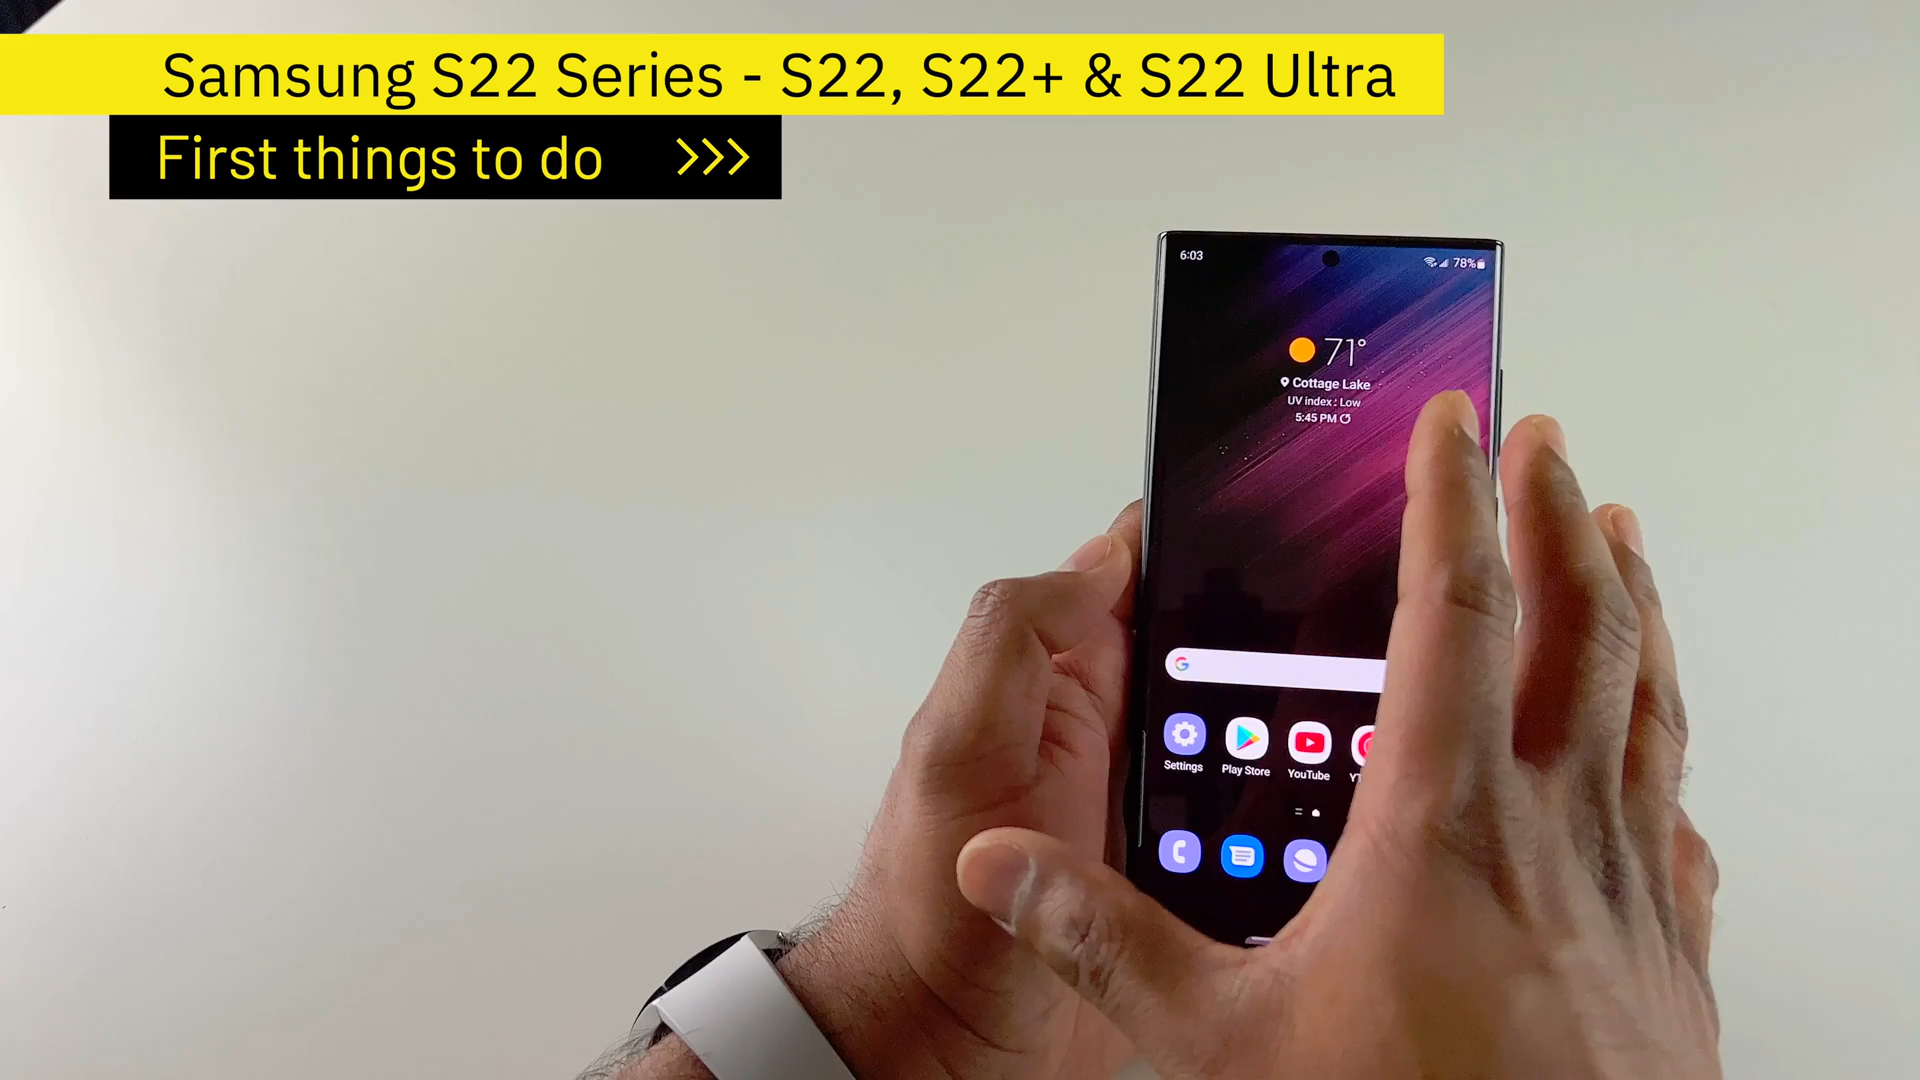 Samsung S22 Series - S22, S22+ & S22 Ultra
First things to do >>>
6:03
78%
71°
Cottage Lake
UV index : Low
5:45 PM
G
Settings
Play Store
YouTube